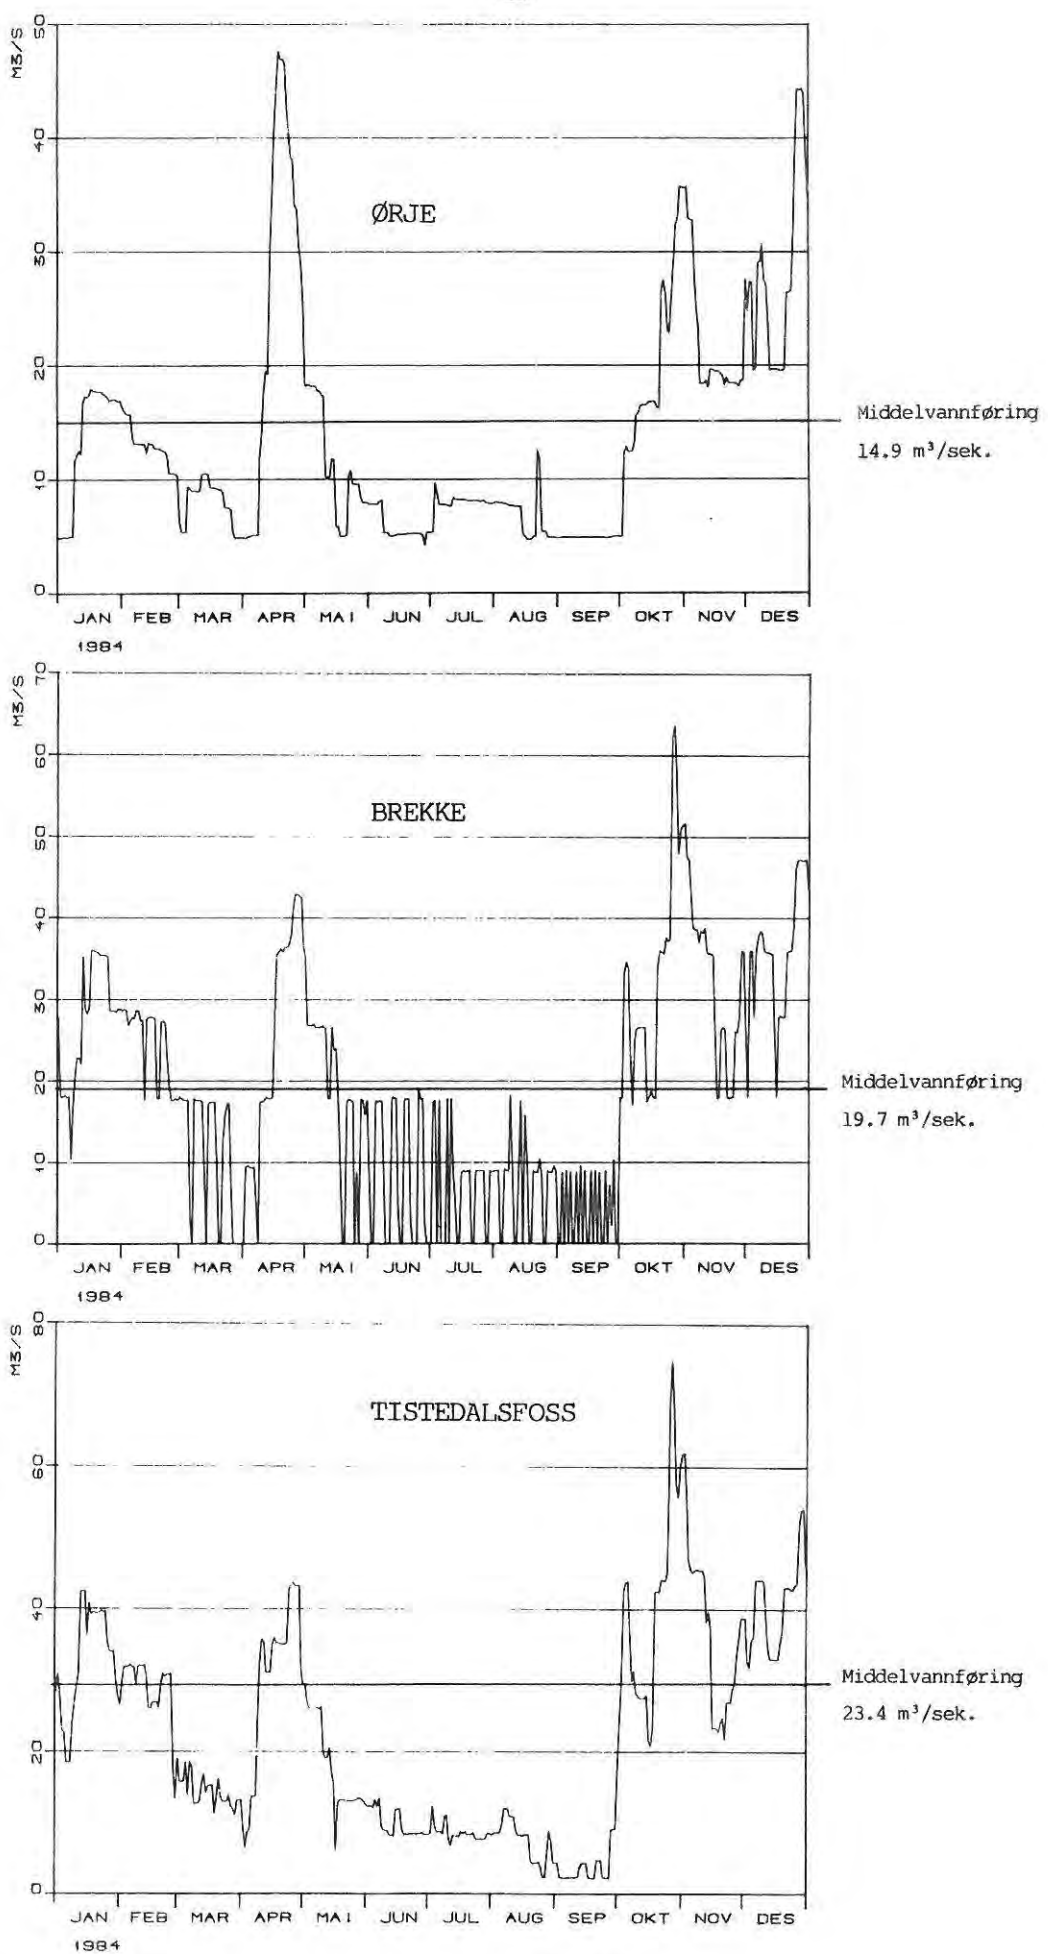 M3/S
50
40
30
20
10
0
ØRJE
Middelvannføring
14.9 m³/sek.
JAN FEB MAR APR MAI JUN JUL AUG SEP OKT NOV DES
1984
M3/S
70
60
50
40
30
20
10
0
BREKKE
Middelvannføring
19.7 m³/sek.
JAN FEB MAR APR MAI JUN JUL AUG SEP OKT NOV DES
1984
M3/S
80
60
40
20
0
TISTEDALSFOSS
Middelvannføring
23.4 m³/sek.
JAN FEB MAR APR MAI JUN JUL AUG SEP OKT NOV DES
1984